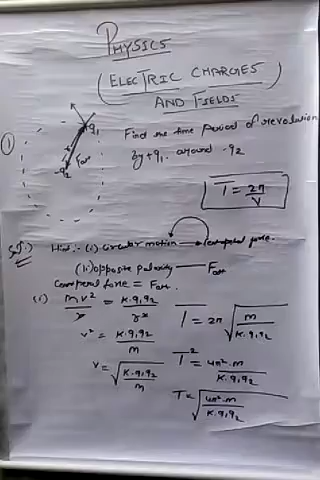 PHYSICS
(ELECTRIC CHARGES
AND FIELDS
①
+q1
r
-q2
Fatt
Find the time period of revolution
by +q1 around -q2
T = 2π/v
Sol:) Hint:- (i) circular motion → centripetal force.
(ii) opposite polarity — Fatt
Centripetal force = Fatt.
(i) mv²/r = K.q1q2/r²
v² = K.q1q2/m
v = √(K.q1q2/m)
T = 2π √(m/K.q1q2)
T² = 4π².m/K.q1q2
T = √(4π².m/K.q1q2)